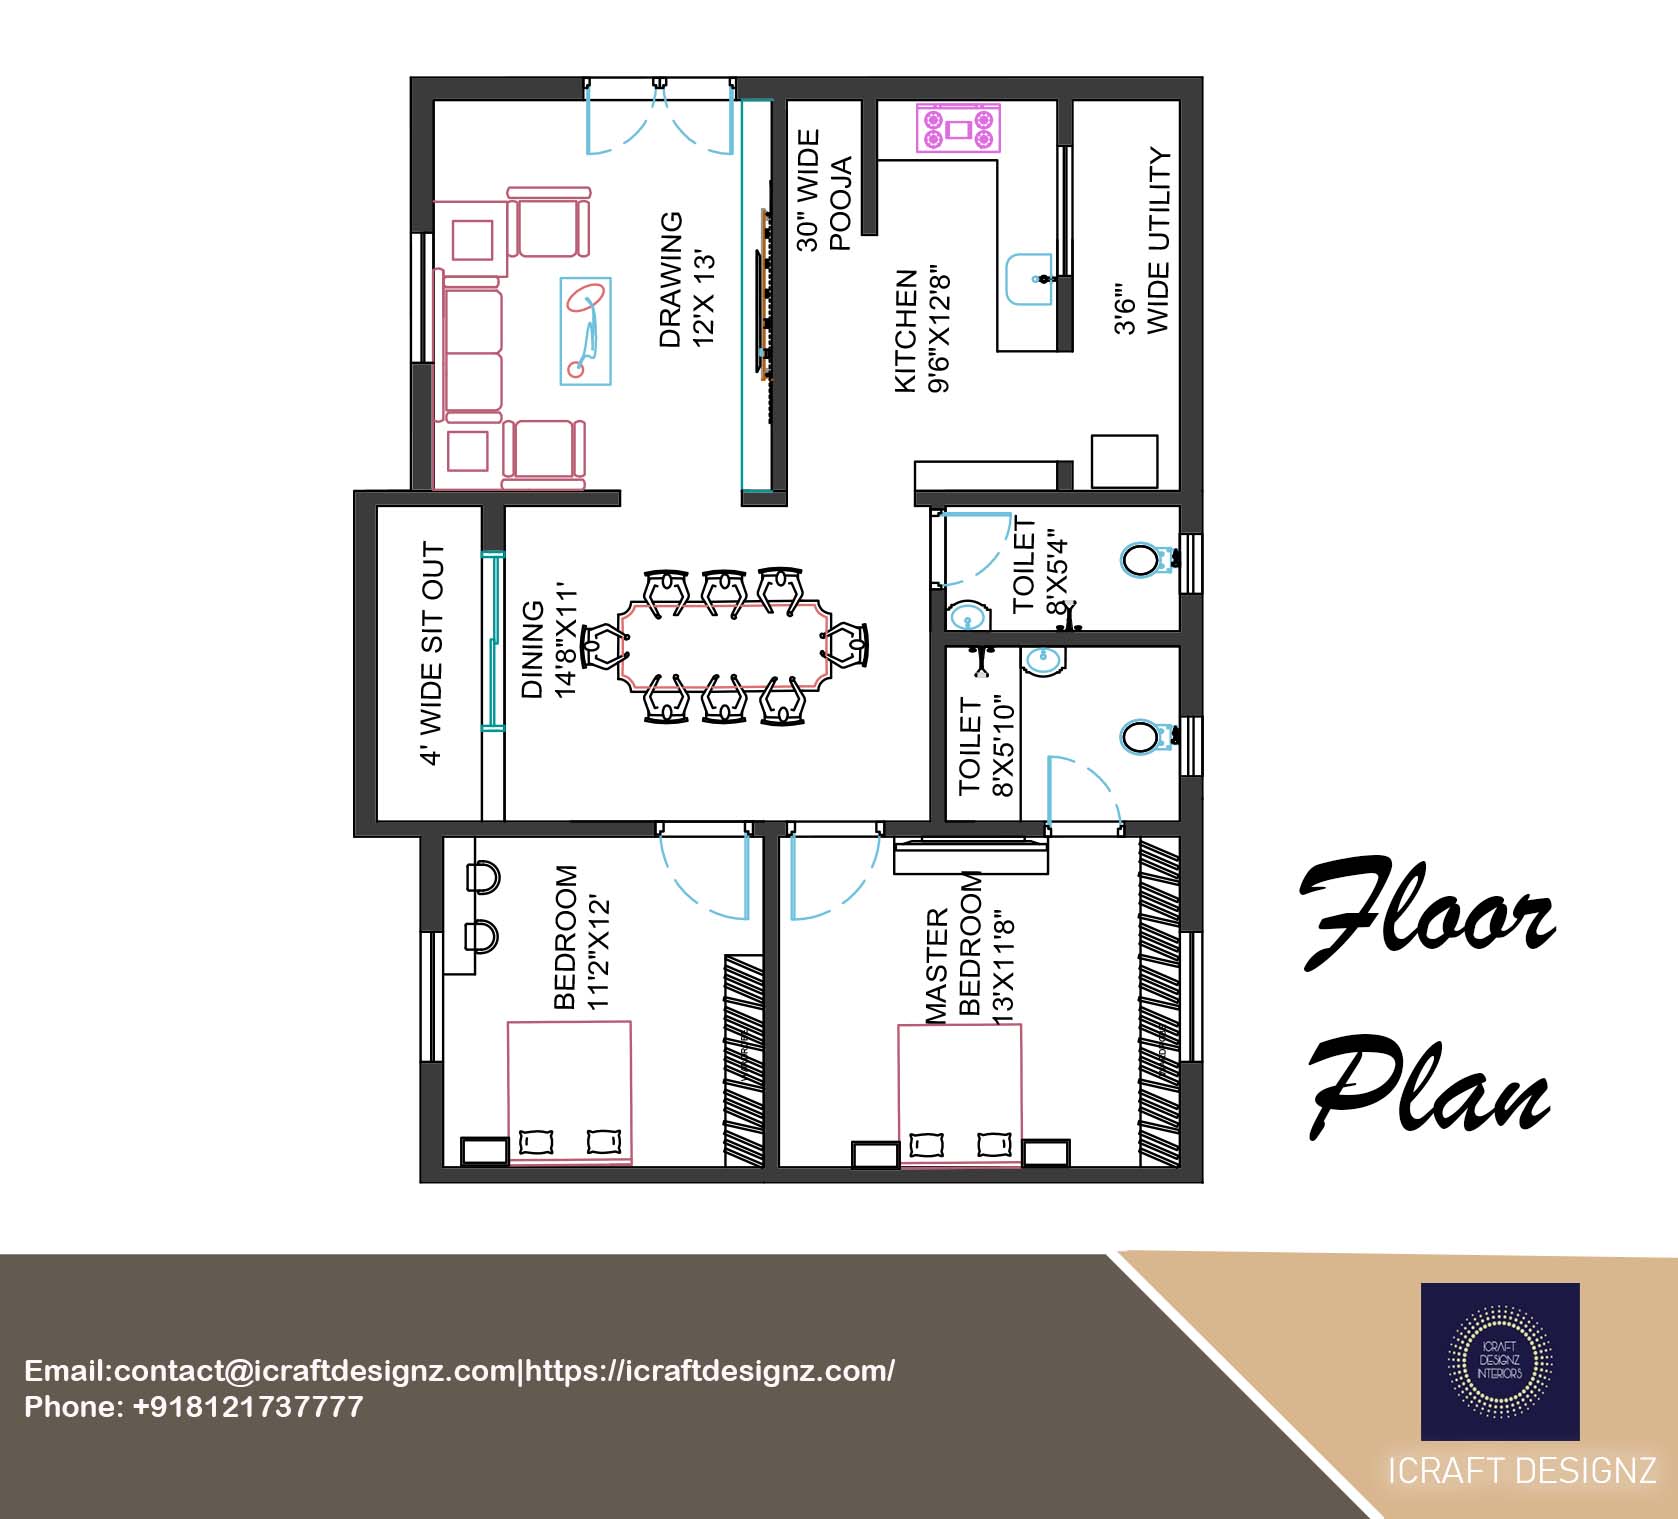 30" WIDE
POOJA
DRAWING
12'X 13'
KITCHEN
9'6"X12'8"
3'6'"
WIDE UTILITY
4' WIDE SIT OUT
DINING
14'8"X11'
TOILET
8'X5'4"
TOILET
8'X5'10"
BEDROOM
11'2"X12'
MASTER
BEDROOM
13'X11'8"
Floor
Plan
Email:contact@icraftdesignz.com|https://icraftdesignz.com/
Phone: +918121737777
ICRAFT
DESIGNZ
INTERIORS
ICRAFT DESIGNZ